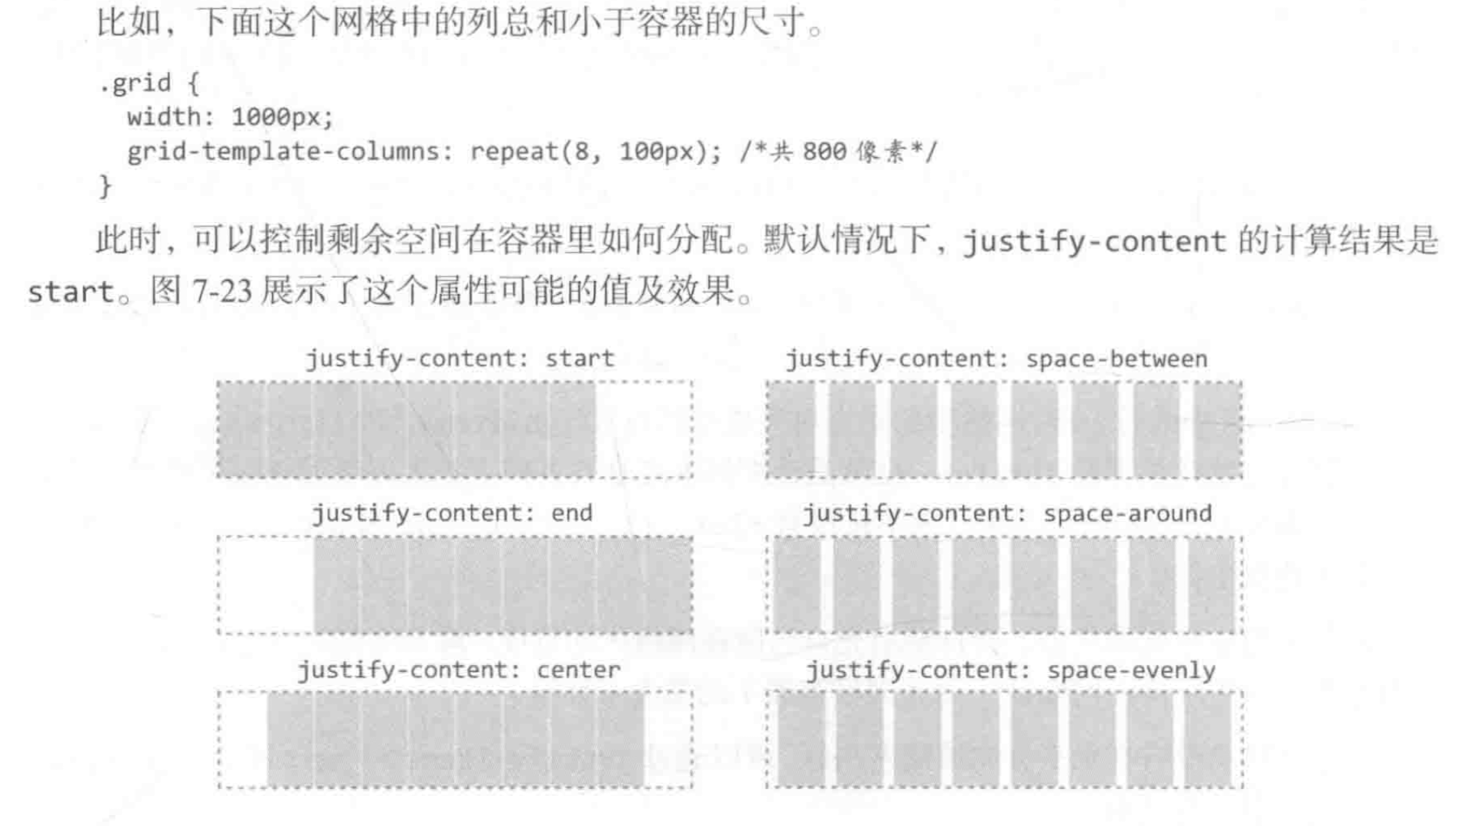 比如，下面这个网格中的列总和小于容器的尺寸。
.grid {
  width: 1000px;
  grid-template-columns: repeat(8, 100px); /*共 800 像素*/
}
此时，可以控制剩余空间在容器里如何分配。默认情况下，justify-content 的计算结果是
start。图 7-23 展示了这个属性可能的值及效果。
justify-content: start
justify-content: space-between
justify-content: end
justify-content: space-around
justify-content: center
justify-content: space-evenly